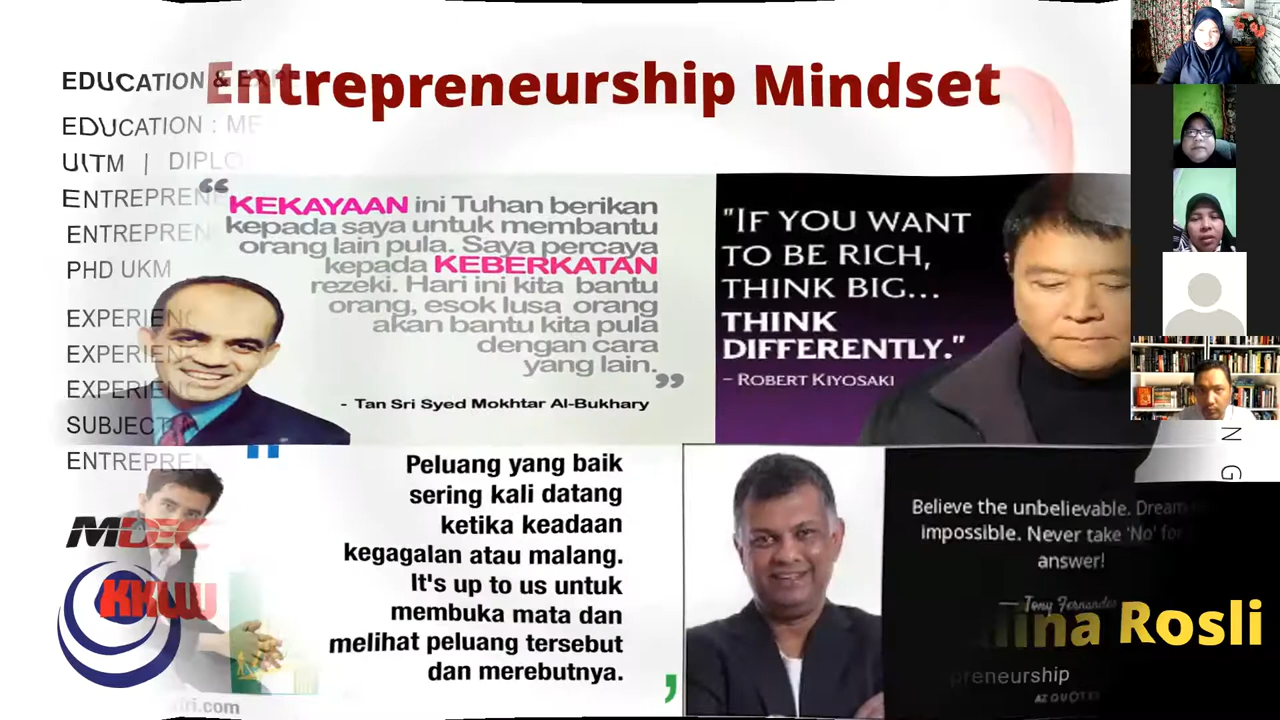 Entrepreneurship Mindset
EDUCATION & EXP
EDUCATION : ME
UiTM | DIPLO
ENTREPREN
ENTREPREN
PHD UKM
EXPERIENC
EXPERIEN
EXPERIEN
SUBJECT
ENTREPREN
MDEC
KKLW
“KEKAYAAN ini Tuhan berikan
kepada saya untuk membantu
orang lain pula. Saya percaya
kepada KEBERKATAN
rezeki. Hari ini kita bantu
orang, esok lusa orang
akan bantu kita pula
dengan cara
yang lain.”
- Tan Sri Syed Mokhtar Al-Bukhary
"IF YOU WANT
TO BE RICH,
THINK BIG...
THINK
DIFFERENTLY."
– ROBERT KIYOSAKI
N G
Peluang yang baik
sering kali datang
ketika keadaan
kegagalan atau malang.
It's up to us untuk
membuka mata dan
melihat peluang tersebut
dan merebutnya.
Believe the unbelievable. Dream
impossible. Never take 'No' for
answer!
— Tony Fernandes
lina Rosli
preneurship
AZ QUOTES